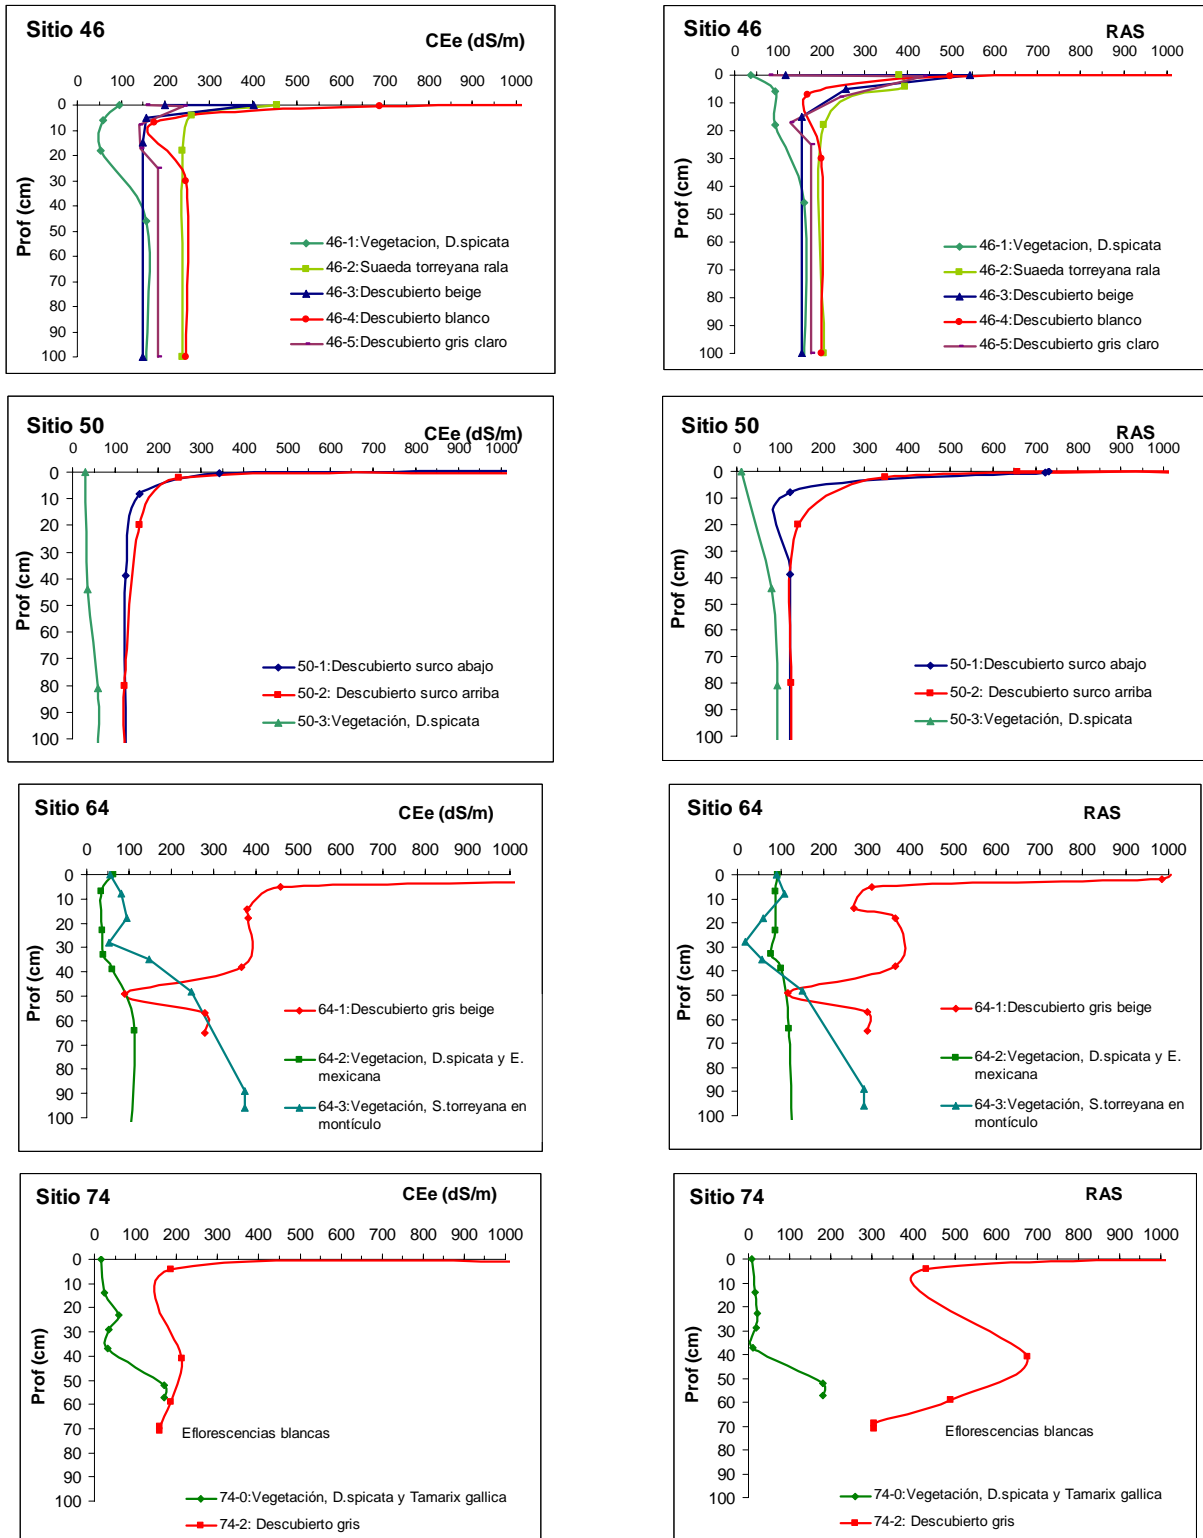 Sitio 46
CEe (dS/m)
0 100 200 300 400 500 600 700 800 900 1000
0
10
20
30
40
50
60
70
80
90
100
Prof (cm)
46-1:Vegetacion, D.spicata
46-2:Suaeda torreyana rala
46-3:Descubierto beige
46-4:Descubierto blanco
46-5:Descubierto gris claro
Sitio 46
RAS
0 100 200 300 400 500 600 700 800 900 1000
0
10
20
30
40
50
60
70
80
90
100
Prof (cm)
46-1:Vegetacion, D.spicata
46-2:Suaeda torreyana rala
46-3:Descubierto beige
46-4:Descubierto blanco
46-5:Descubierto gris claro
Sitio 50
CEe (dS/m)
0 100 200 300 400 500 600 700 800 900 1000
0
10
20
30
40
50
60
70
80
90
100
Prof (cm)
50-1:Descubierto surco abajo
50-2: Descubierto surco arriba
50-3:Vegetación, D.spicata
Sitio 50
RAS
0 100 200 300 400 500 600 700 800 900 1000
0
10
20
30
40
50
60
70
80
90
100
Prof (cm)
50-1:Descubierto surco abajo
50-2: Descubierto surco arriba
50-3:Vegetación, D.spicata
Sitio 64
CEe (dS/m)
0 100 200 300 400 500 600 700 800 900 1000
0
10
20
30
40
50
60
70
80
90
100
Prof (cm)
64-1:Descubierto gris beige
64-2:Vegetacion, D.spicata y E.
mexicana
64-3:Vegetación, S.torreyana en
montículo
Sitio 64
RAS
0 100 200 300 400 500 600 700 800 900 1000
0
10
20
30
40
50
60
70
80
90
100
Prof (cm)
64-1:Descubierto gris beige
64-2:Vegetacion, D.spicata y E.
mexicana
64-3:Vegetación, S.torreyana en
montículo
Sitio 74
CEe (dS/m)
0 100 200 300 400 500 600 700 800 900 1000
0
10
20
30
40
50
60
70
80
90
100
Prof (cm)
Eflorescencias blancas
74-0:Vegetación, D.spicata y Tamarix gallica
74-2: Descubierto gris
Sitio 74
RAS
0 100 200 300 400 500 600 700 800 900 1000
0
10
20
30
40
50
60
70
80
90
100
Prof (cm)
Eflorescencias blancas
74-0:Vegetación, D.spicata y Tamarix gallica
74-2: Descubierto gris